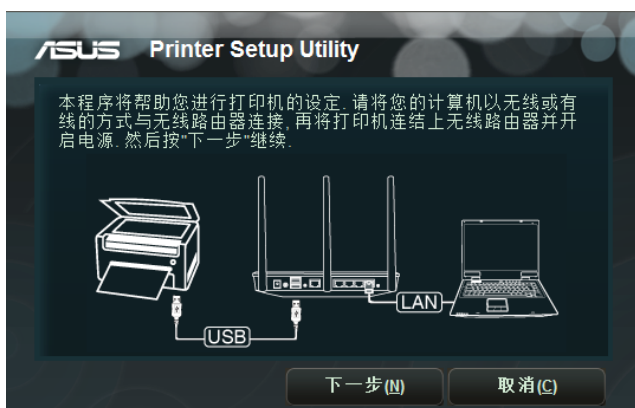 ASUS Printer Setup Utility
本程序将帮助您进行打印机的设定. 请将您的计算机以无线或有
线的方式与无线路由器连接, 再将打印机连结上无线路由器并开
启电源. 然后按"下一步"继续.
LAN
USB
下一步(N) 取消(C)